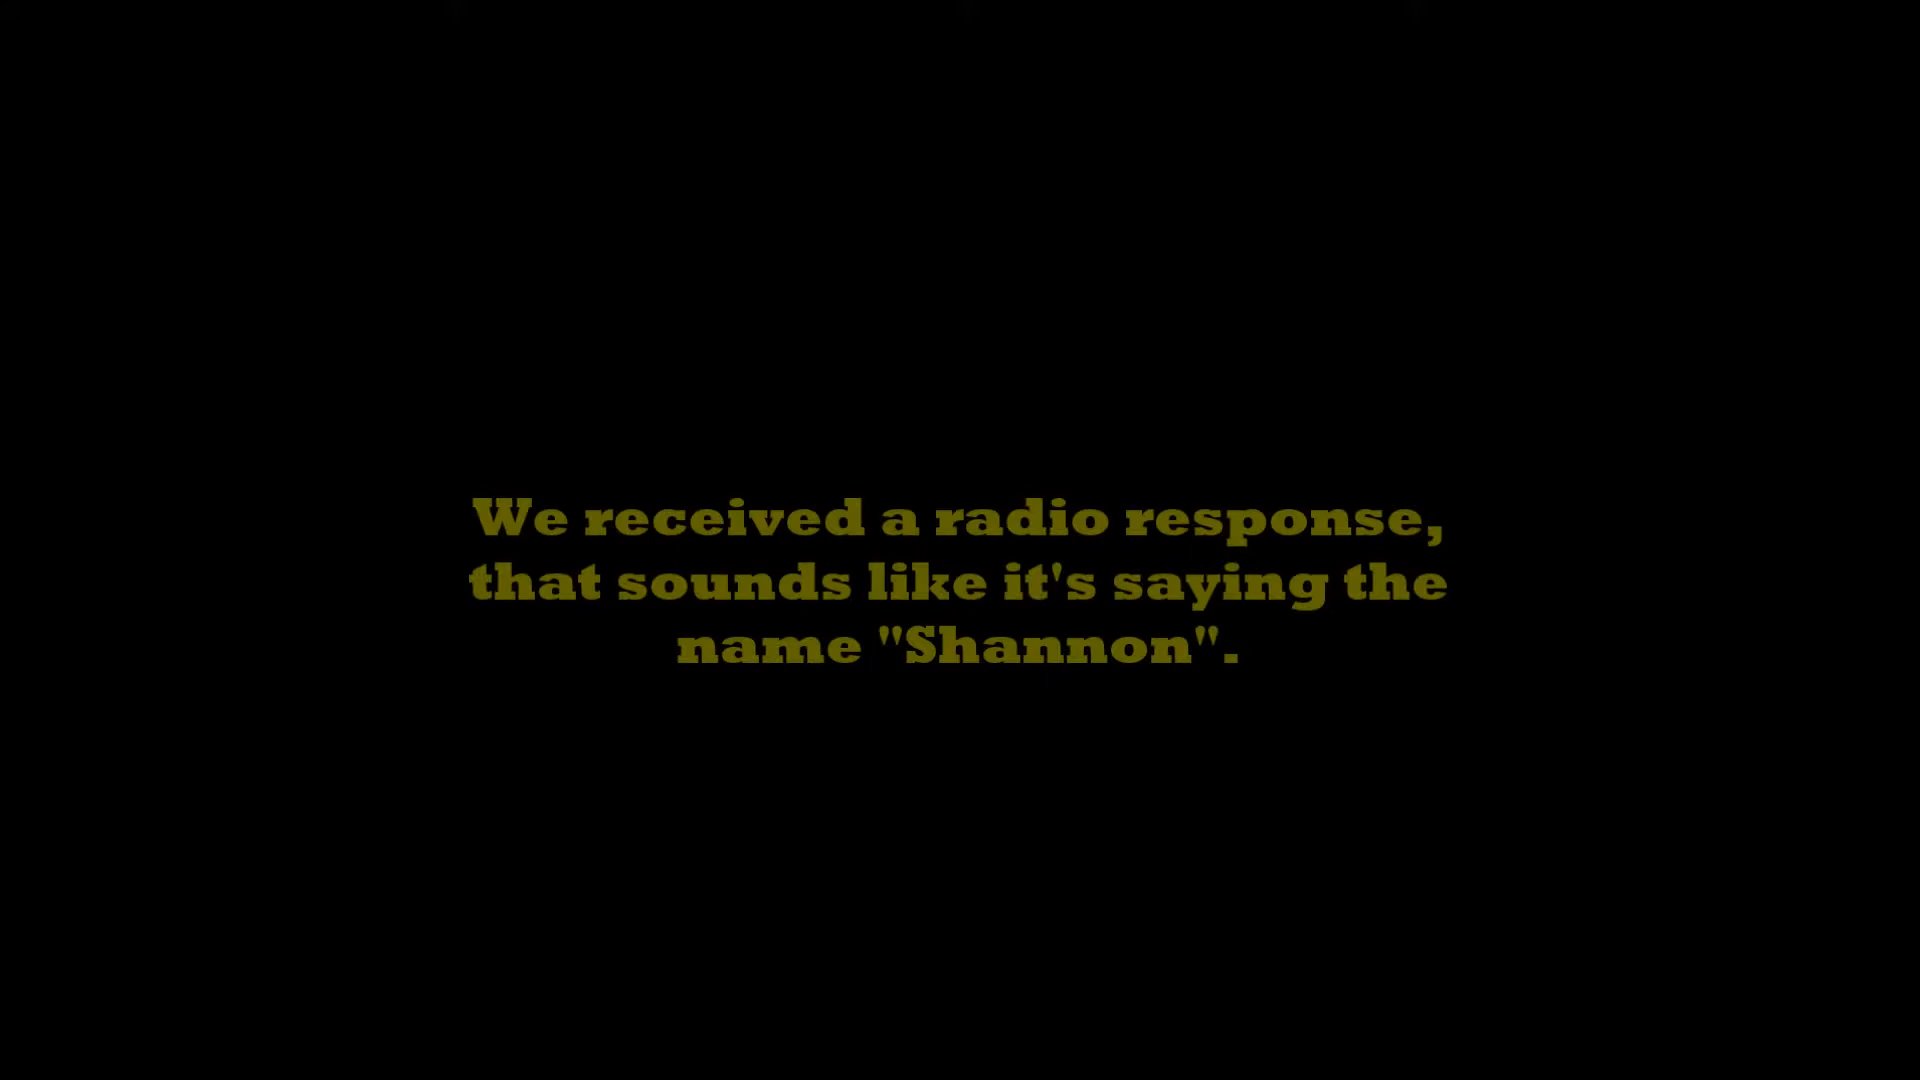 We received a radio response,
that sounds like it's saying the
name "Shannon".